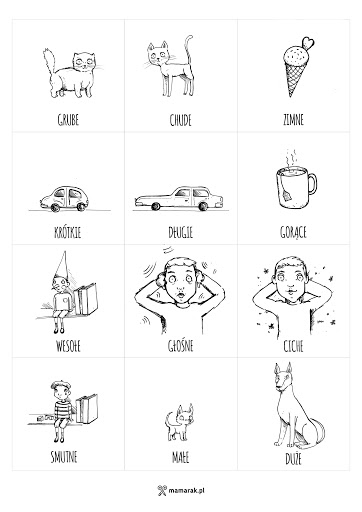 GRUBE
CHUDE
ZIMNE
KRÓTKIE
DŁUGIE
GORĄCE
WESOŁE
GŁOŚNE
CICHE
SMUTNE
MAŁE
DUŻE
mamarak.pl